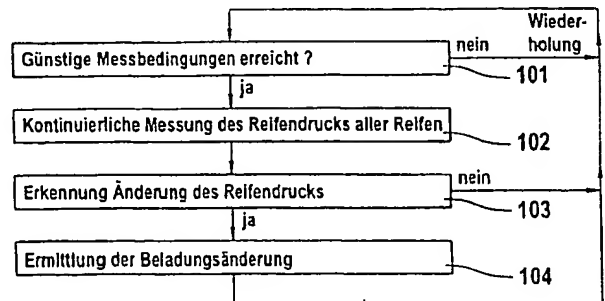 Wieder-
holung
Günstige Messbedingungen erreicht ?
nein
101
ja
Kontinuierliche Messung des Reifendrucks aller Reifen
102
Erkennung Änderung des Reifendrucks
nein
103
ja
Ermittlung der Beladungsänderung
104